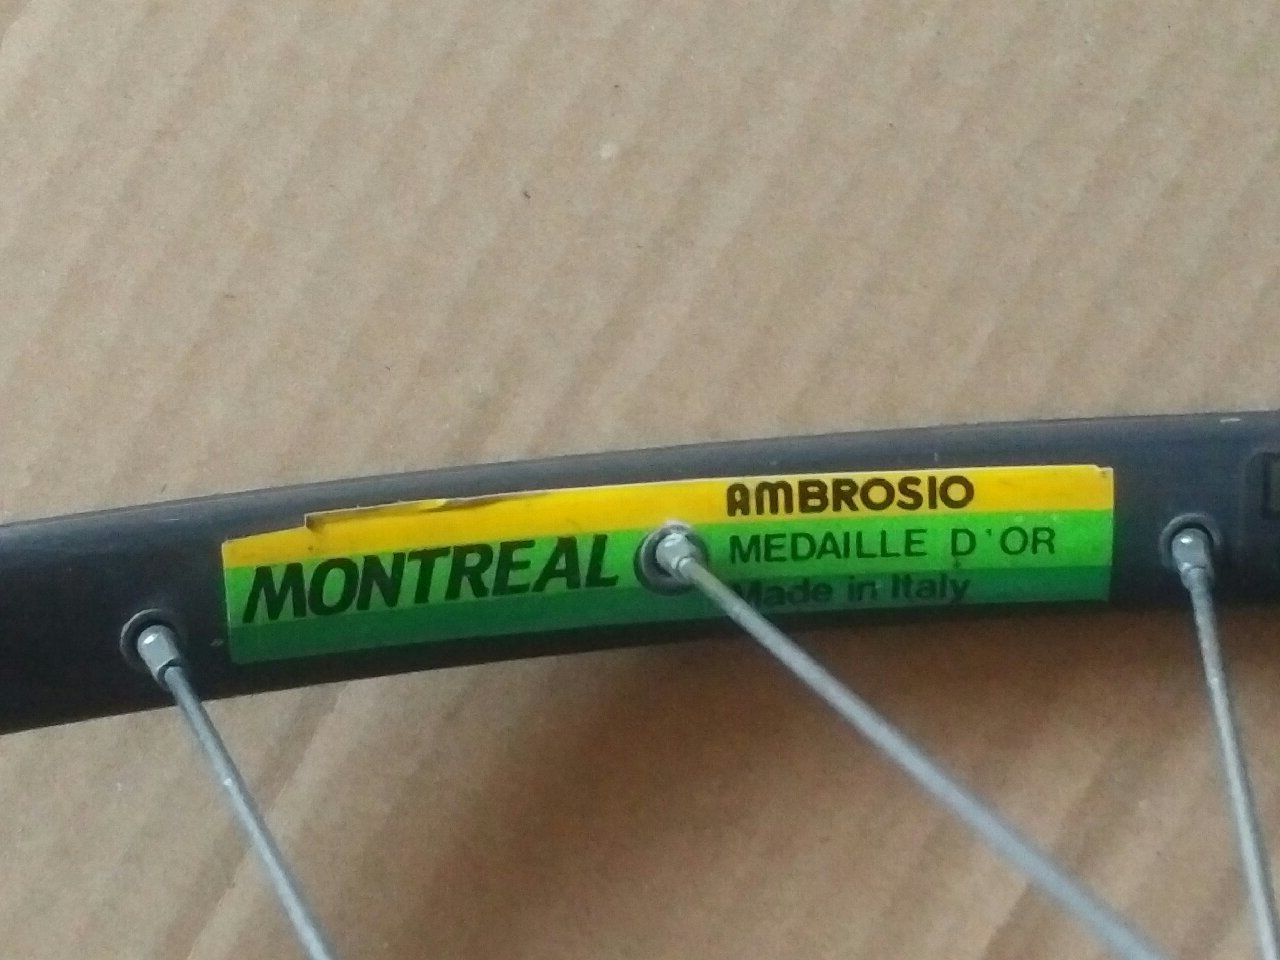 MONTREAL
AMBROSIO
MEDAILLE D'OR
Made in Italy